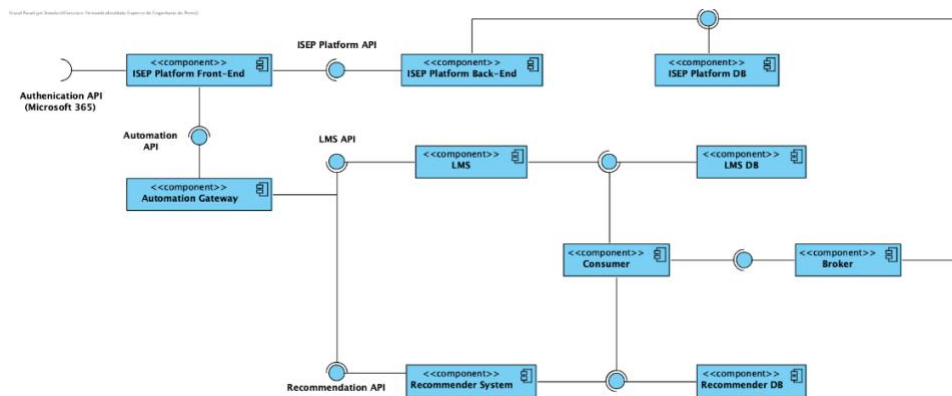 ISEP Platform API
<<component>>
ISEP Platform Front-End
<<component>>
ISEP Platform Back-End
<<component>>
ISEP Platform DB
Authenication API
(Microsoft 365)
Automation
API
LMS API
<<component>>
LMS
<<component>>
LMS DB
<<component>>
Automation Gateway
<<component>>
Consumer
<<component>>
Broker
<<component>>
Recommender System
<<component>>
Recommender DB
Recommendation API